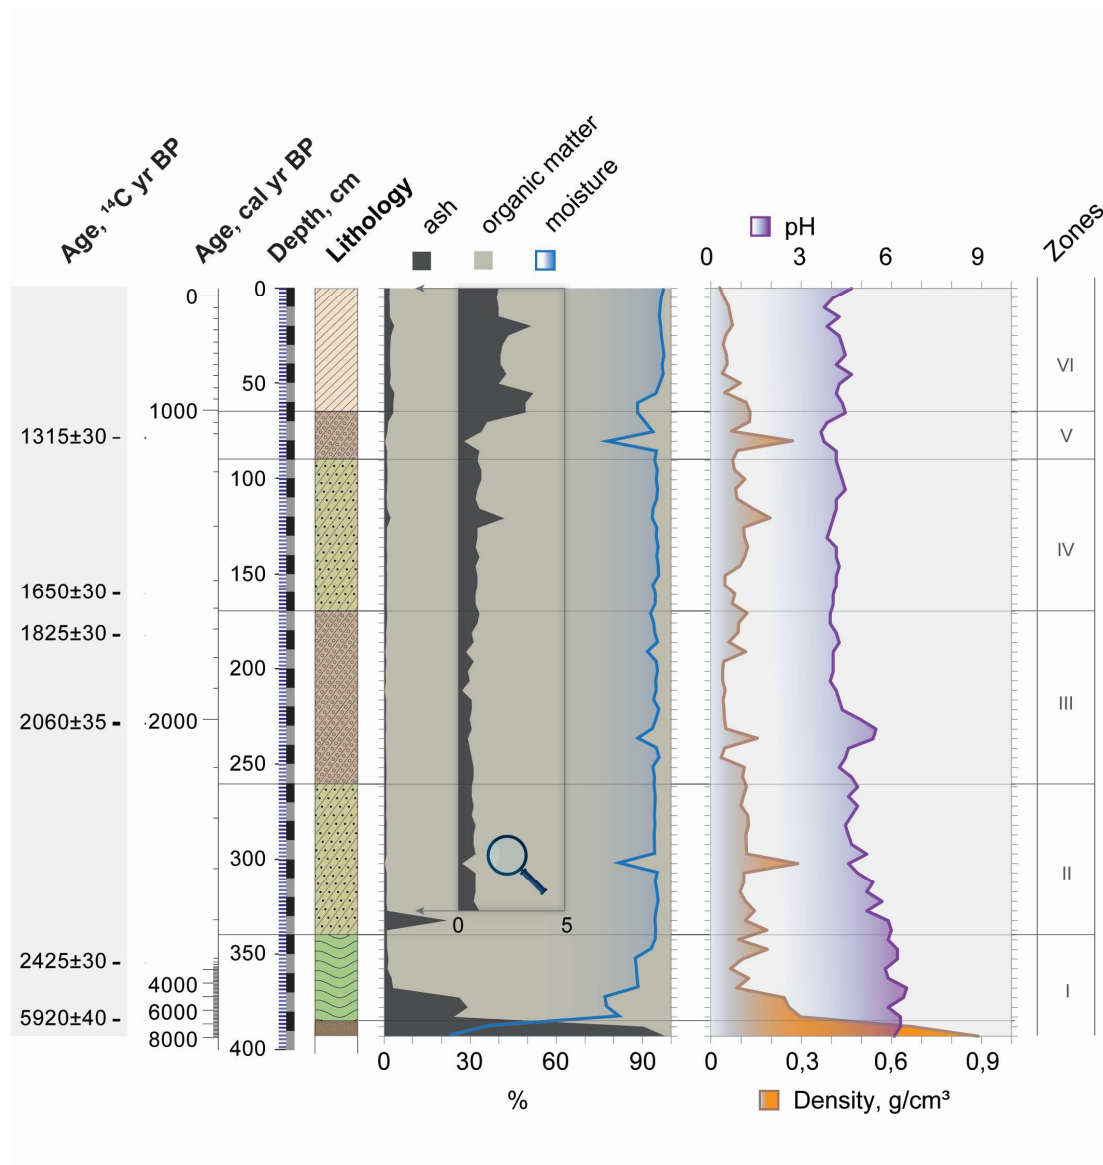 Age, ¹⁴C yr BP
Age, cal yr BP
Depth, cm
Lithology
ash
organic matter
moisture
pH
Zones
0 3 6 9
0
1000
2000
4000
6000
8000
0
50
100
150
200
250
300
350
400
1315±30 -
1650±30 -
1825±30 -
2060±35 -
2425±30 -
5920±40 -
0 5
VI
V
IV
III
II
I
0 30 60 90
%
0 0,3 0,6 0,9
Density, g/cm³